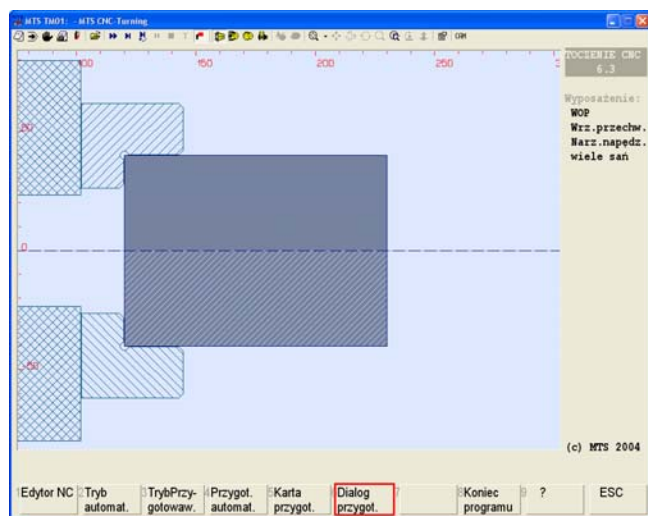 MTS TM01: - MTS CNC-Turning
100 150 200 250
50
0
-50
TOCZENIE CNC
6.3
Wyposażenie:
WOP
Wrz.przechw.
Narz.napędz.
wiele sań
(c) MTS 2004
1 Edytor NC
2 Tryb
automat.
3 TrybPrzy-
gotowaw.
4 Przygot.
automat.
5 Karta
przygot.
6 Dialog
przygot.
7
8 Koniec
programu
9 ?
ESC